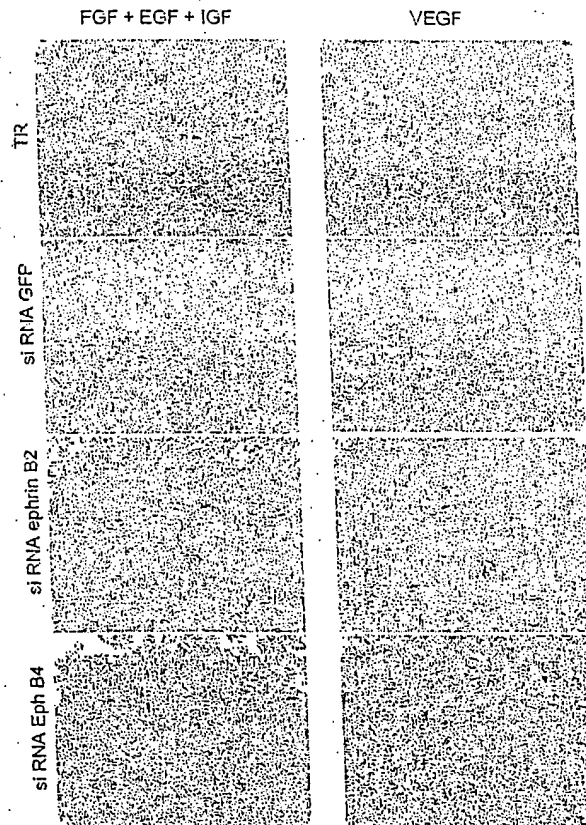 FGF + EGF + IGF
VEGF
TR
si RNA GFP
si RNA ephrin B2
si RNA Eph B4